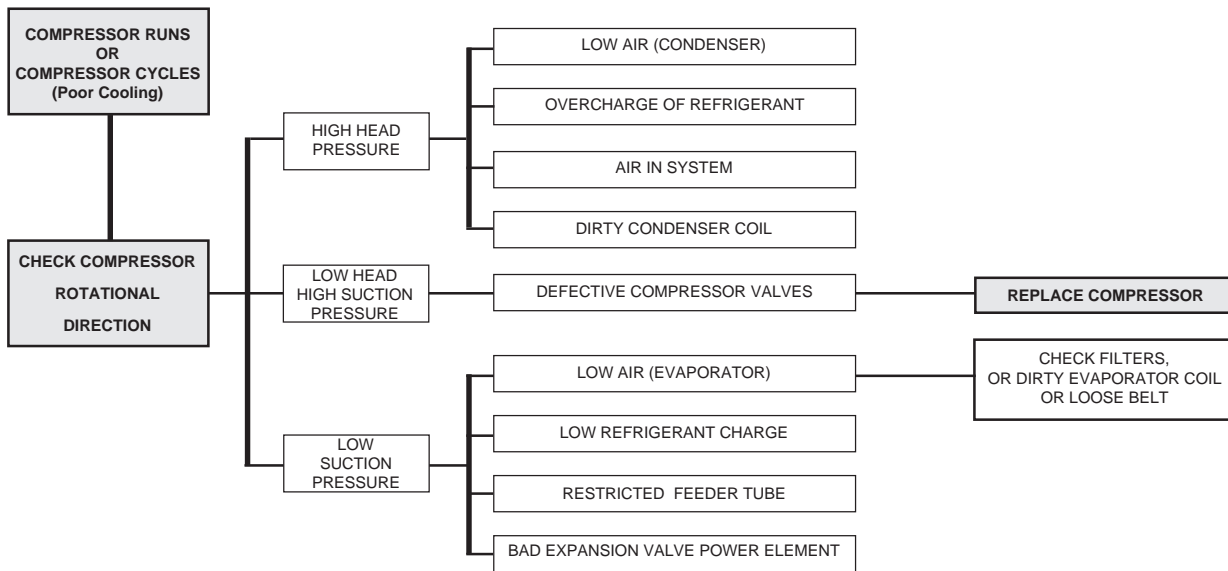 COMPRESSOR RUNS
OR
COMPRESSOR CYCLES
(Poor Cooling)
CHECK COMPRESSOR
ROTATIONAL
DIRECTION
HIGH HEAD
PRESSURE
LOW AIR (CONDENSER)
OVERCHARGE OF REFRIGERANT
AIR IN SYSTEM
DIRTY CONDENSER COIL
LOW HEAD
HIGH SUCTION
PRESSURE
DEFECTIVE COMPRESSOR VALVES
REPLACE COMPRESSOR
LOW
SUCTION
PRESSURE
LOW AIR (EVAPORATOR)
CHECK FILTERS,
OR DIRTY EVAPORATOR COIL
OR LOOSE BELT
LOW REFRIGERANT CHARGE
RESTRICTED FEEDER TUBE
BAD EXPANSION VALVE POWER ELEMENT